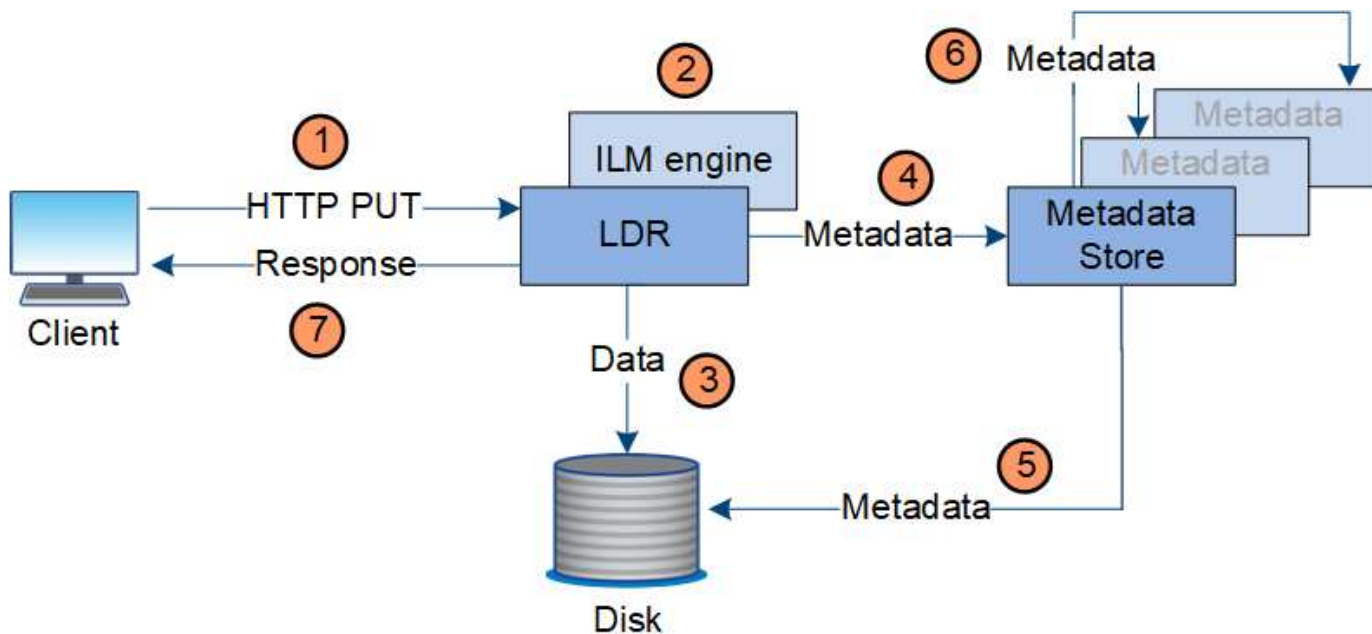 2
6
Metadata
Metadata
1
ILM engine
Metadata
4
HTTP PUT
LDR
Metadata
Metadata
Store
Response
7
Client
Data
3
5
Metadata
Disk